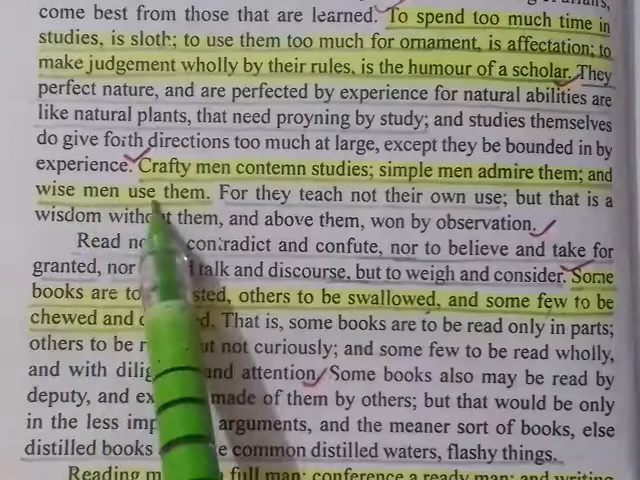 come best from those that are learned. To spend too much time in
studies, is sloth; to use them too much for ornament, is affectation; to
make judgement wholly by their rules, is the humour of a scholar. They
perfect nature, and are perfected by experience for natural abilities are
like natural plants, that need proyning by study; and studies themselves
do give forth directions too much at large, except they be bounded in by
experience. Crafty men contemn studies; simple men admire them; and
wise men use them. For they teach not their own use; but that is a
wisdom without them, and above them, won by observation.
Read contradict and confute, nor to believe and take for
granted, nor talk and discourse, but to weigh and consider. Some
books are to others to be swallowed, and some few to be
chewed and That is, some books are to be read only in parts;
others to be not curiously; and some few to be read wholly,
and with and attention. Some books also may be read by
deputy, and made of them by others; but that would be only
in the less arguments, and the meaner sort of books, else
distilled books common distilled waters, flashy things.
Reading full man; conference a ready man; and writing